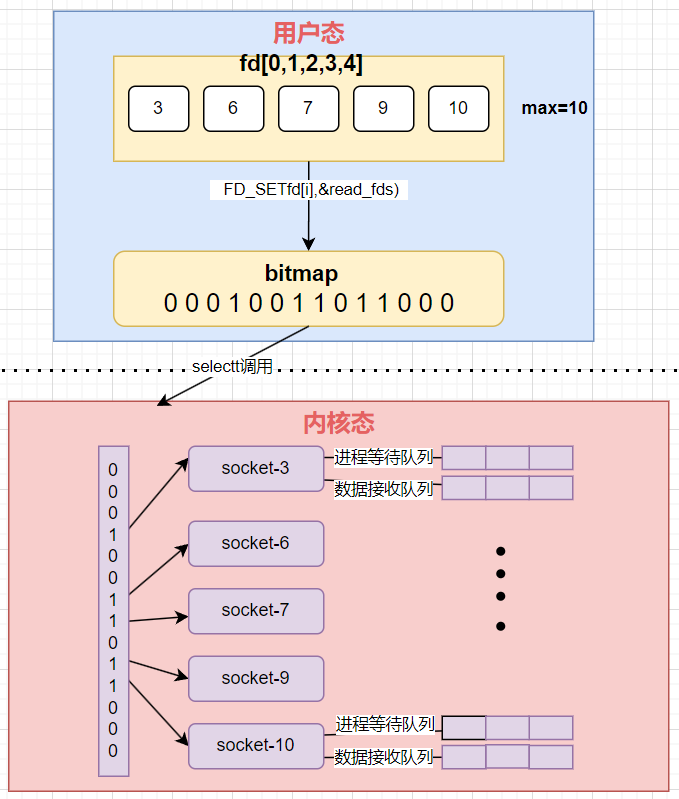 用户态
fd[0,1,2,3,4]
3 6 7 9 10
max=10
FD_SETfd[i],&read_fds)
bitmap
0 0 0 1 0 0 1 1 0 1 1 0 0 0
selectt调用
内核态
0
0
0
1
0
0
1
1
0
1
1
0
0
0
socket-3
进程等待队列
数据接收队列
socket-6
socket-7
socket-9
socket-10
进程等待队列
数据接收队列